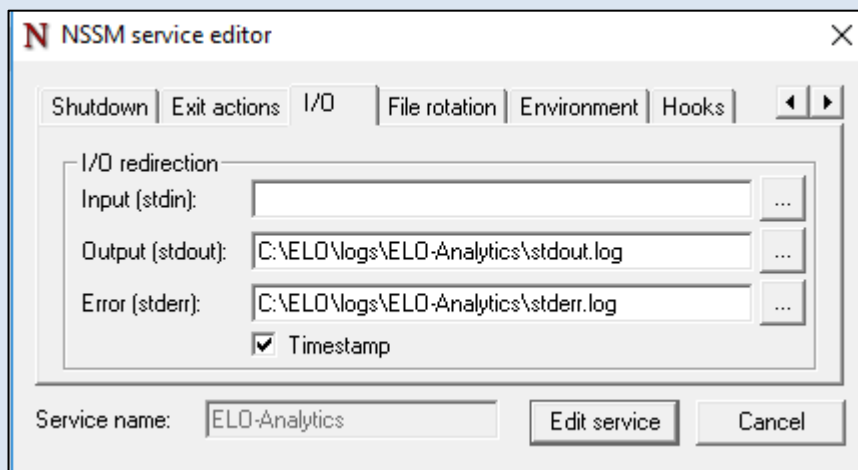 NSSM service editor
Shutdown Exit actions I/O File rotation Environment Hooks
I/O redirection
Input (stdin): ...
Output (stdout): C:\ELO\logs\ELO-Analytics\stdout.log ...
Error (stderr): C:\ELO\logs\ELO-Analytics\stderr.log ...
Timestamp
Service name: ELO-Analytics Edit service Cancel